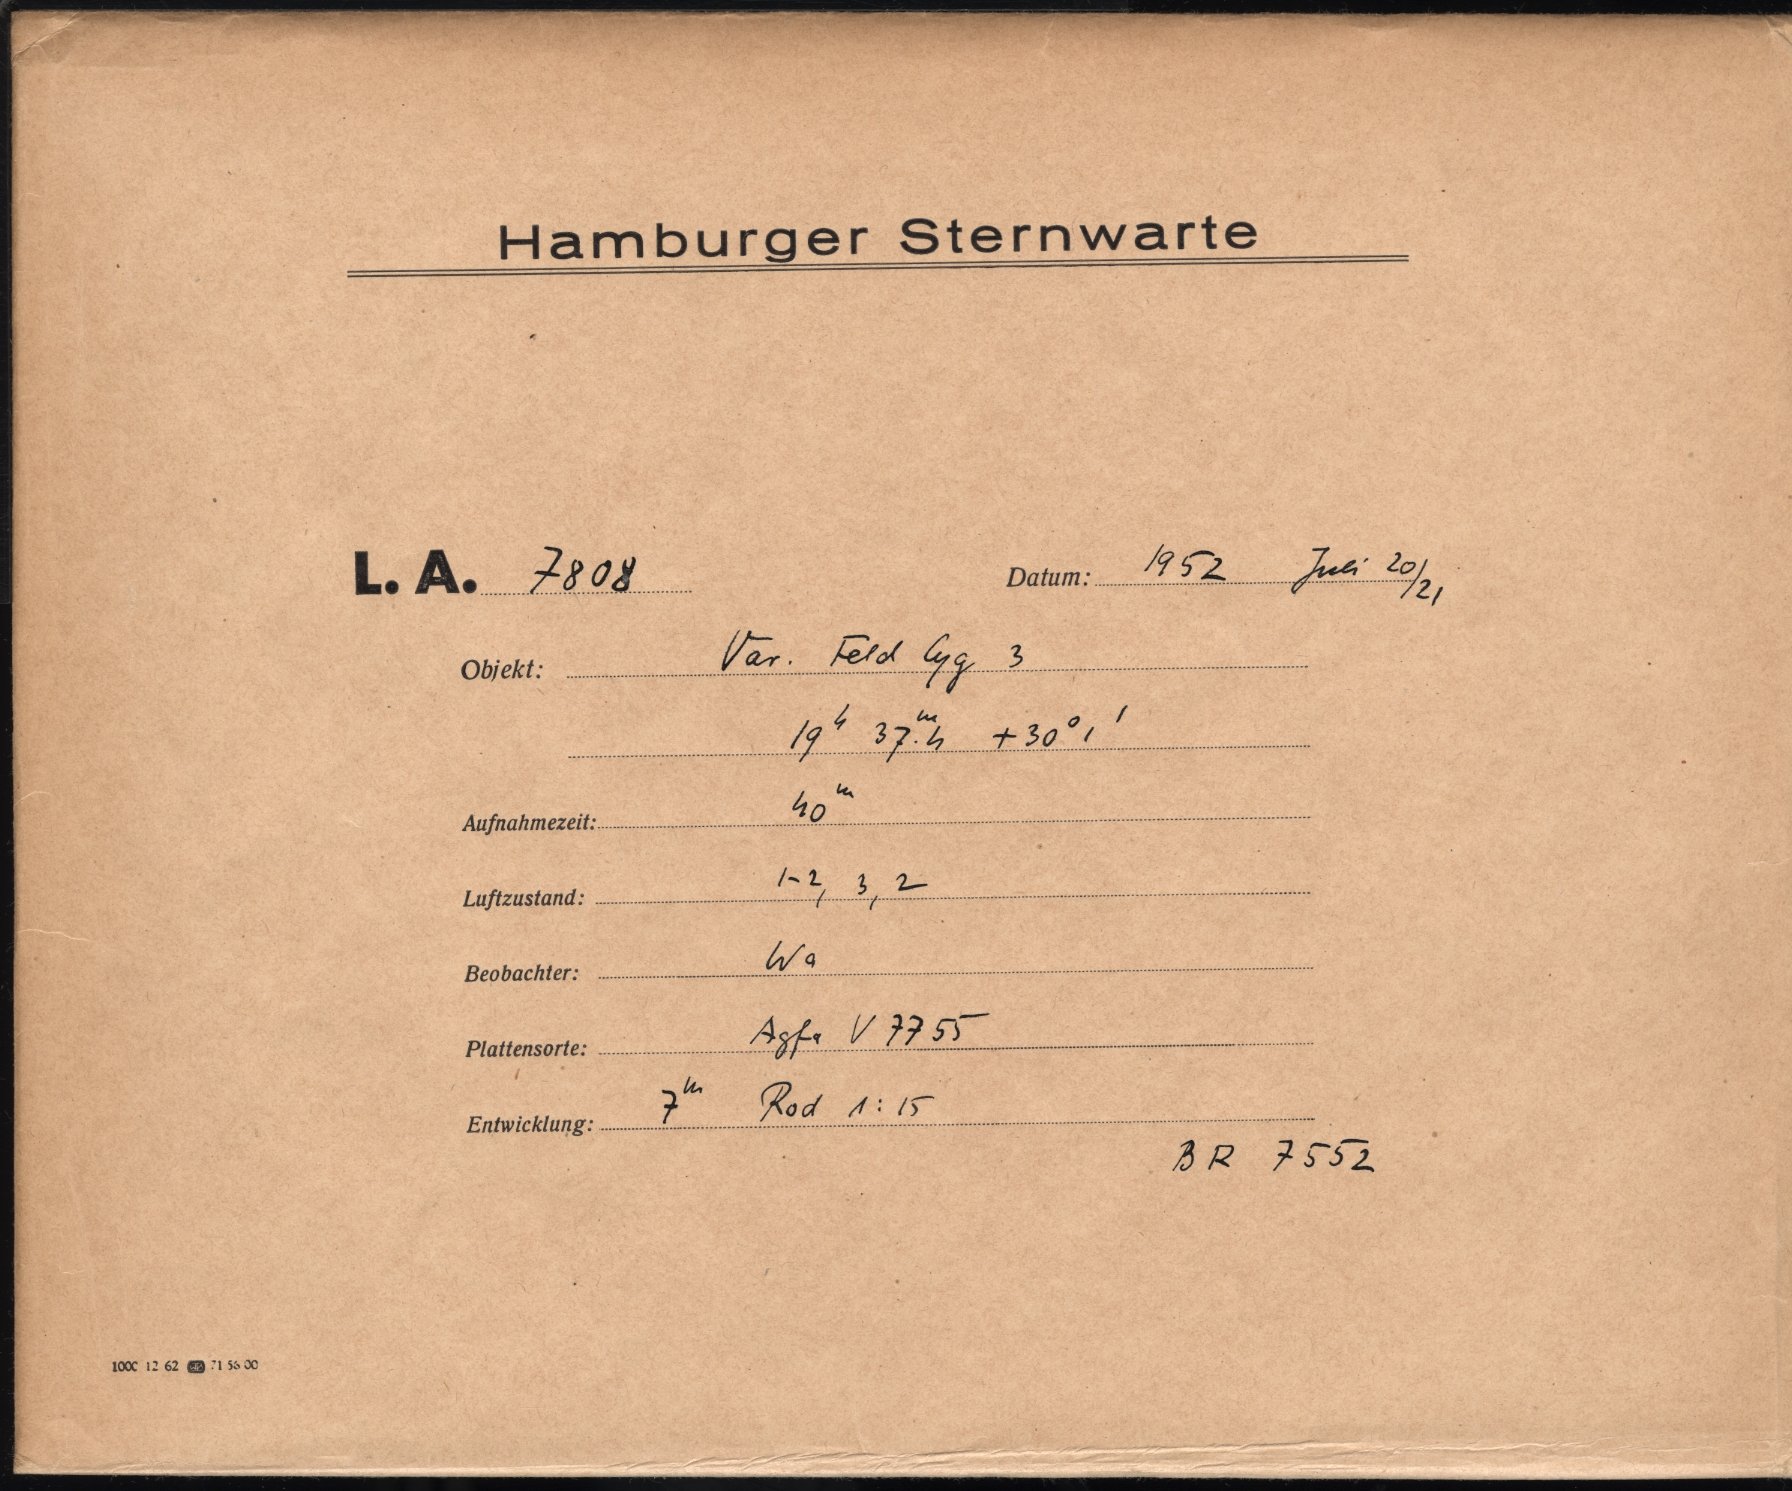 Hamburger Sternwarte
L. A. 7808 Datum: 1952 Juli 20/21
Objekt: Var. Feld Cyg 3
19ʰ 37ᵐ.4 +30° 1'
Aufnahmezeit: 40ᵐ
Luftzustand: 1-2, 3, 2
Beobachter: Wa
Plattensorte: Agfa V 7755
Entwicklung: 7ᵐ Rod 1:15
BR 7552
1000 12 62 71 56 00